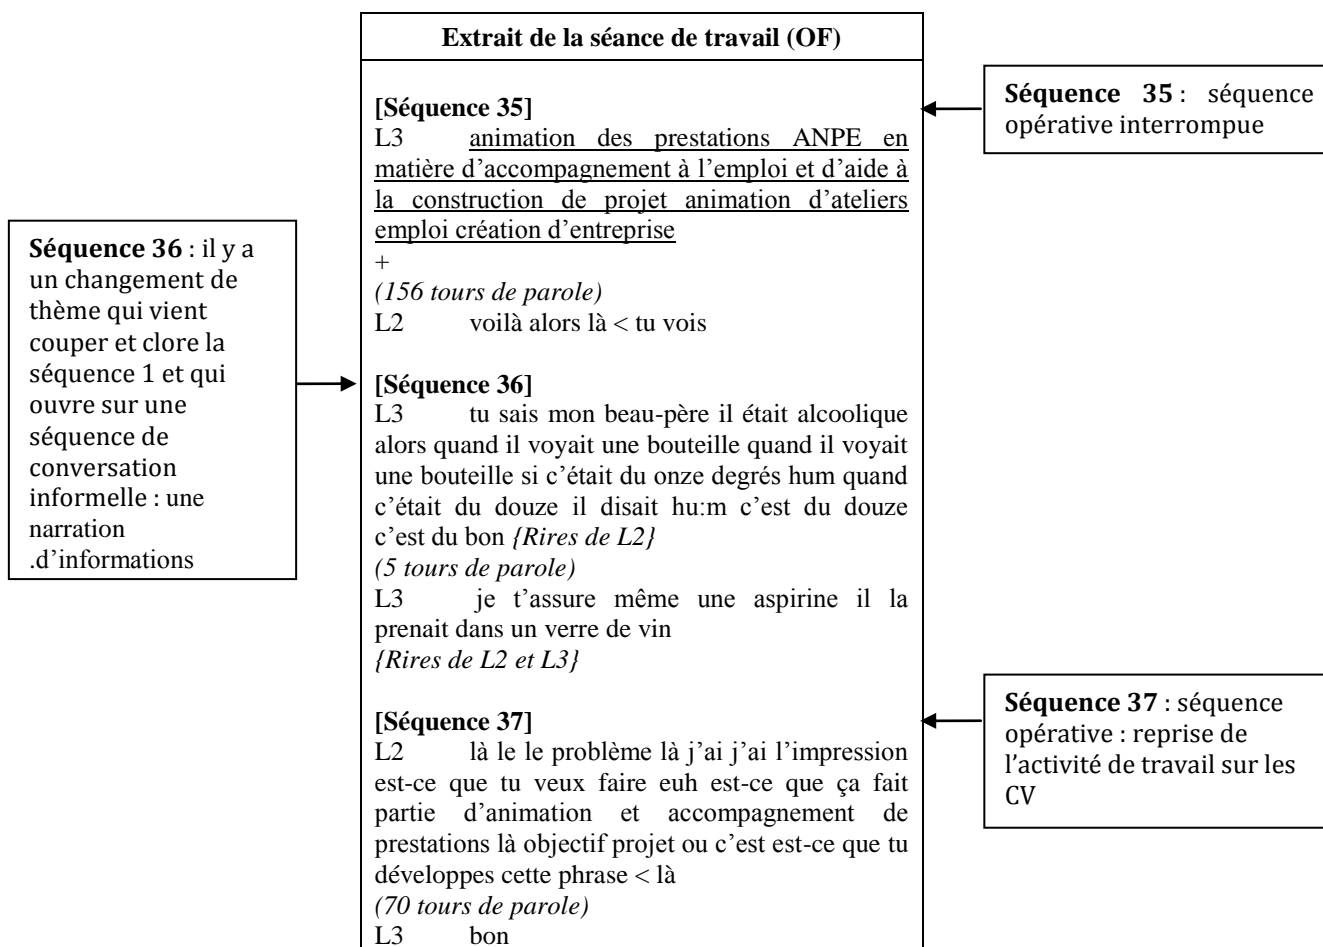 Extrait de la séance de travail (OF)
[Séquence 35]
L3 animation des prestations ANPE en
matière d’accompagnement à l’emploi et d’aide à
la construction de projet animation d’ateliers
emploi création d’entreprise
+
(156 tours de parole)
L2 voilà alors là < tu vois
[Séquence 36]
L3 tu sais mon beau-père il était alcoolique
alors quand il voyait une bouteille quand il voyait
une bouteille si c’était du onze degrés hum quand
c’était du douze il disait hu:m c’est du douze
c’est du bon {Rires de L2}
(5 tours de parole)
L3 je t’assure même une aspirine il la
prenait dans un verre de vin
{Rires de L2 et L3}
[Séquence 37]
L2 là le le problème là j’ai j’ai l’impression
est-ce que tu veux faire euh est-ce que ça fait
partie d’animation et accompagnement de
prestations là objectif projet ou c’est est-ce que tu
développes cette phrase < là
(70 tours de parole)
L3 bon
Séquence 35 : séquence
opérative interrompue
Séquence 36 : il y a
un changement de
thème qui vient
couper et clore la
séquence 1 et qui
ouvre sur une
séquence de
conversation
informelle : une
narration
.d’informations
Séquence 37 : séquence
opérative : reprise de
l’activité de travail sur les
CV